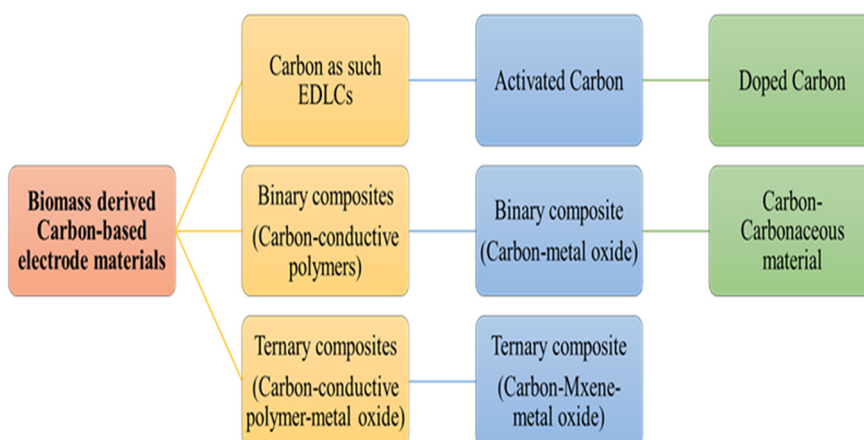 Carbon as such
EDLCs
Activated Carbon
Doped Carbon
Biomass derived
Carbon-based
electrode materials
Binary composites
(Carbon-conductive
polymers)
Binary composite
(Carbon-metal oxide)
Carbon-
Carbonaceous
material
Ternary composites
(Carbon-conductive
polymer-metal oxide)
Ternary composite
(Carbon-Mxene-
metal oxide)